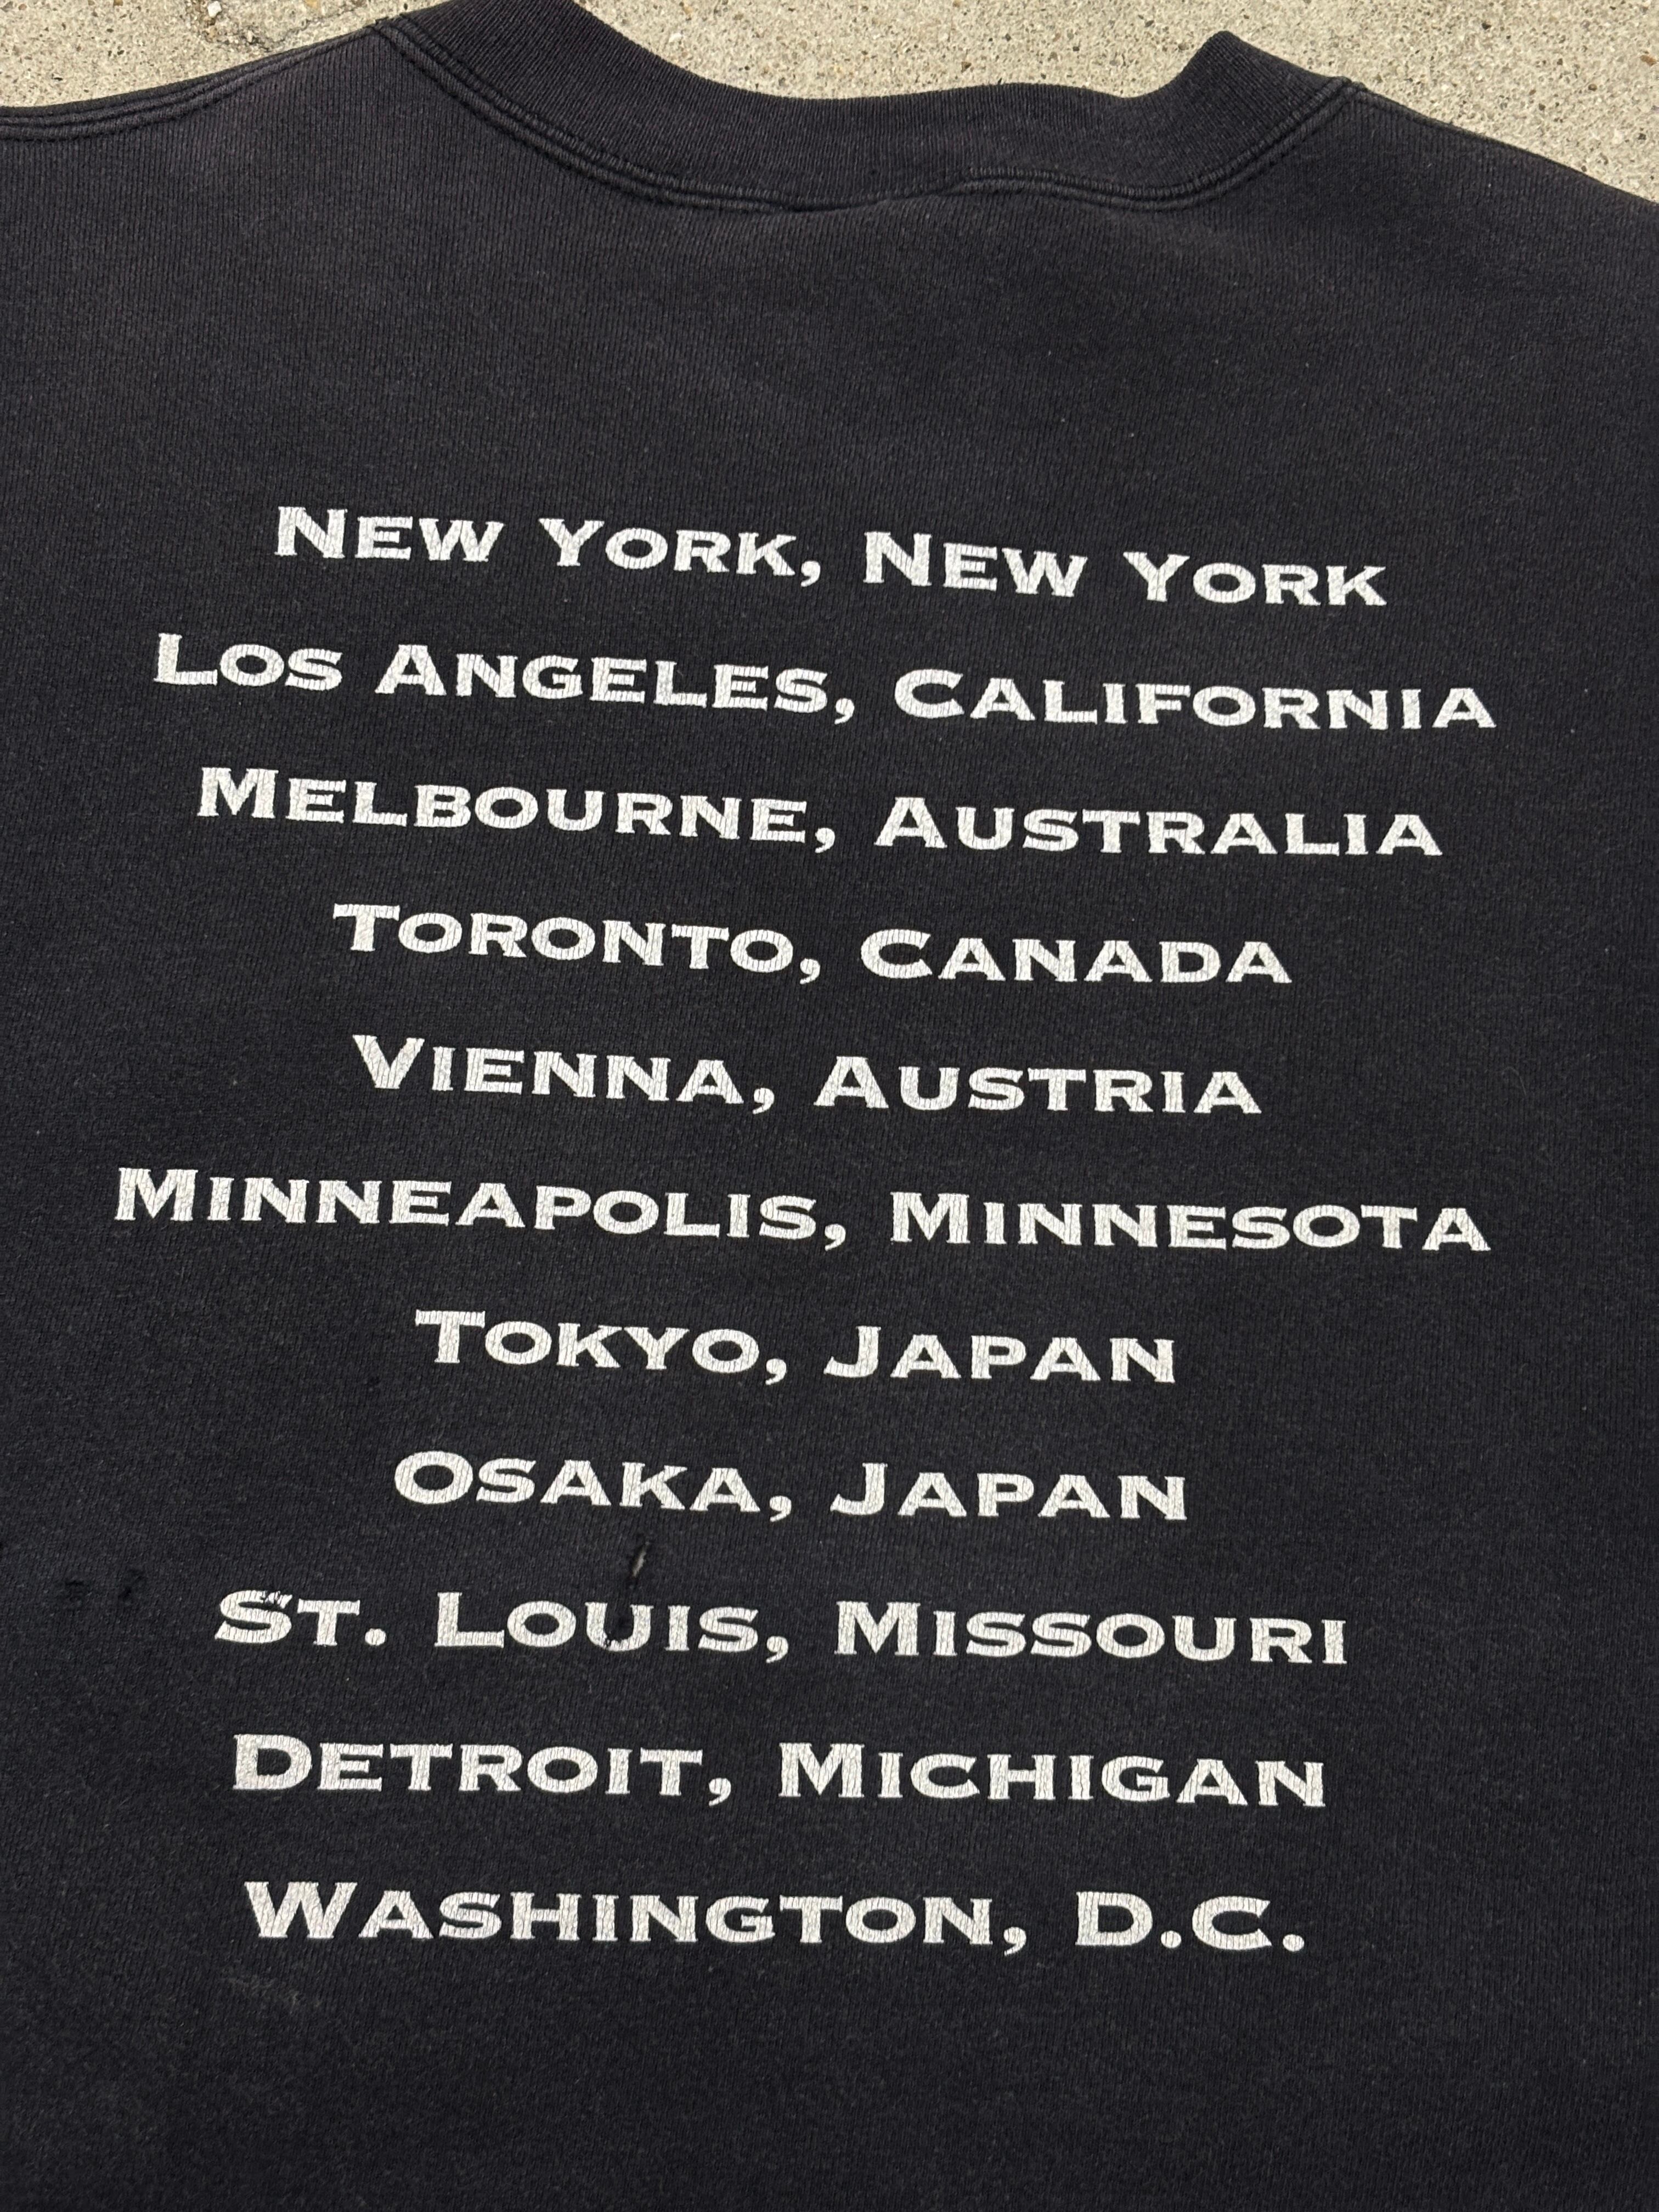 New York, New York
Los Angeles, California
Melbourne, Australia
Toronto, Canada
Vienna, Austria
Minneapolis, Minnesota
Tokyo, Japan
Osaka, Japan
St. Louis, Missouri
Detroit, Michigan
Washington, D.C.